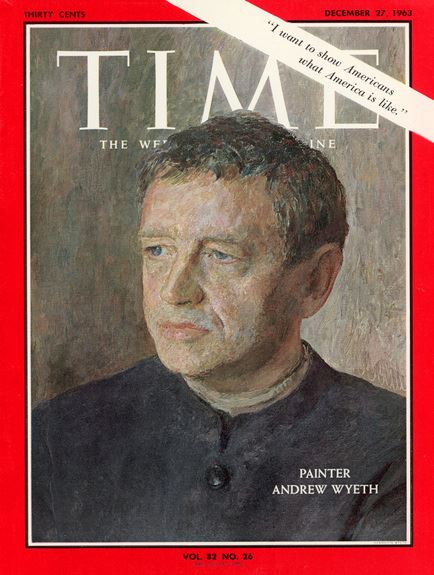 THIRTY CENTS
DECEMBER 27, 1963
"I want to show Americans
what America is like."
TIME
THE WE INE
PAINTER
ANDREW WYETH
VOL. 82 NO. 26